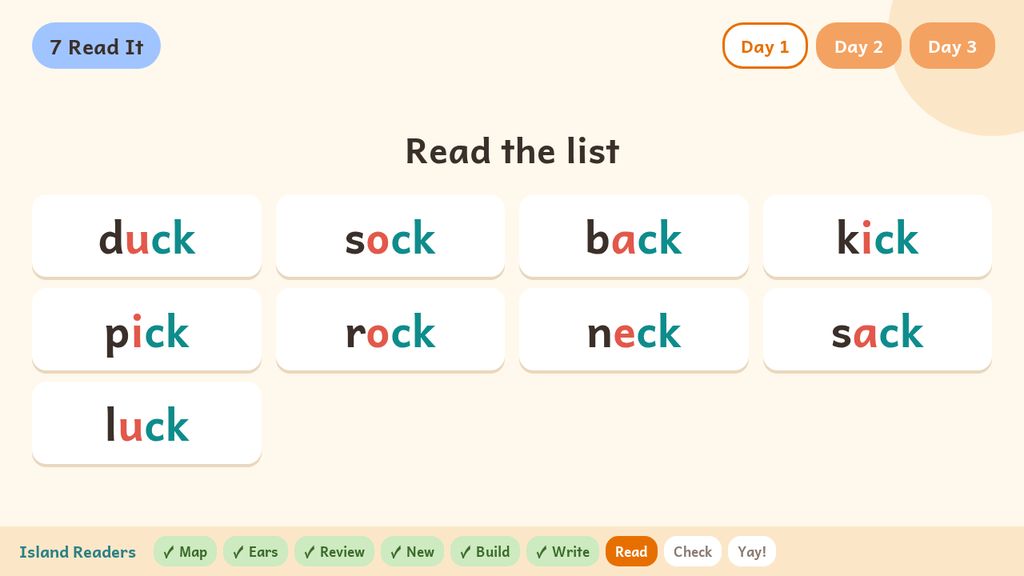 7 Read It
Day 1 Day 2 Day 3
Read the list
duck sock back kick
pick rock neck sack
luck
Island Readers ✓ Map ✓ Ears ✓ Review ✓ New ✓ Build ✓ Write Read Check Yay!